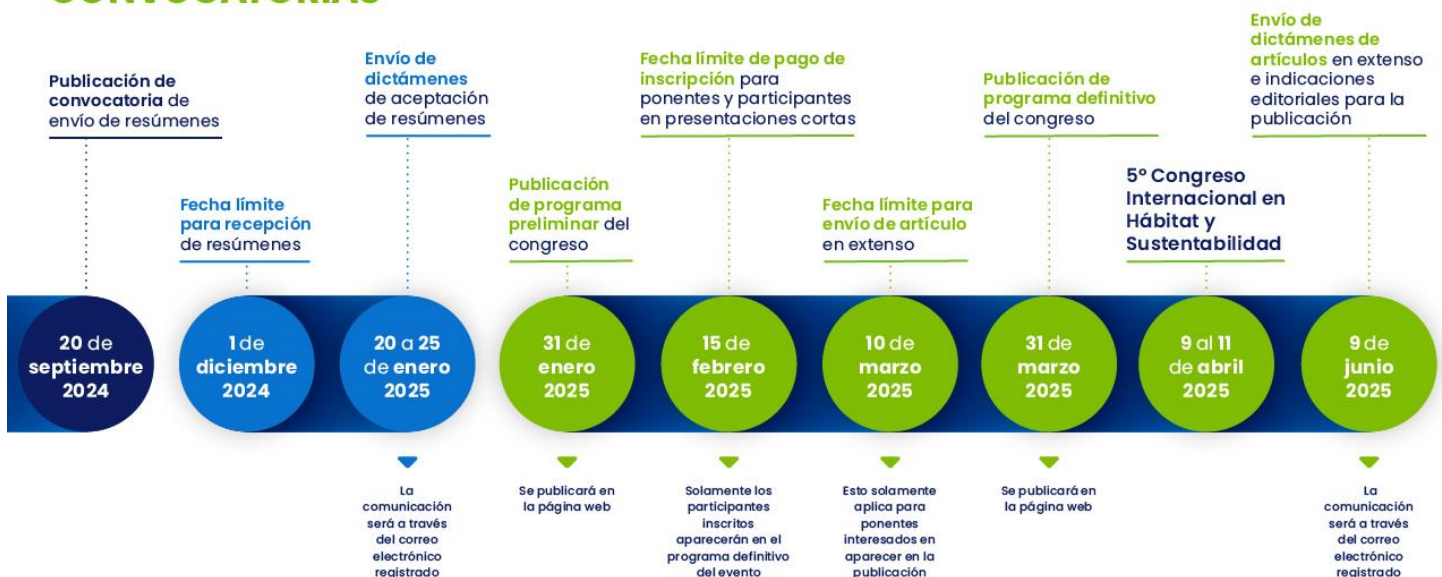 CONVOCATORIAS
Publicación de
convocatoria de
envío de resúmenes
Fecha límite
para recepción
de resúmenes
Envío de
dictámenes
de aceptación
de resúmenes
Publicación
de programa
preliminar del
congreso
Fecha límite de pago de
inscripción para
ponentes y participantes
en presentaciones cortas
Fecha límite para
envío de artículo
en extenso
Publicación de
programa definitivo
del congreso
5º Congreso
Internacional en
Hábitat y
Sustentabilidad
Envío de
dictámenes de
artículos en extenso
e indicaciones
editoriales para la
publicación
20 de
septiembre
2024
1 de
diciembre
2024
20 a 25
de enero
2025
31 de
enero
2025
15 de
febrero
2025
10 de
marzo
2025
31 de
marzo
2025
9 al 11
de abril
2025
9 de
junio
2025
La
comunicación
será a través
del correo
electrónico
registrado
Se publicará en
la página web
Solamente los
participantes
inscritos
aparecerán en el
programa definitivo
del evento
Esto solamente
aplica para
ponentes
interesados en
aparecer en la
publicación
Se publicará en
la página web
La
comunicación
será a través
del correo
electrónico
registrado